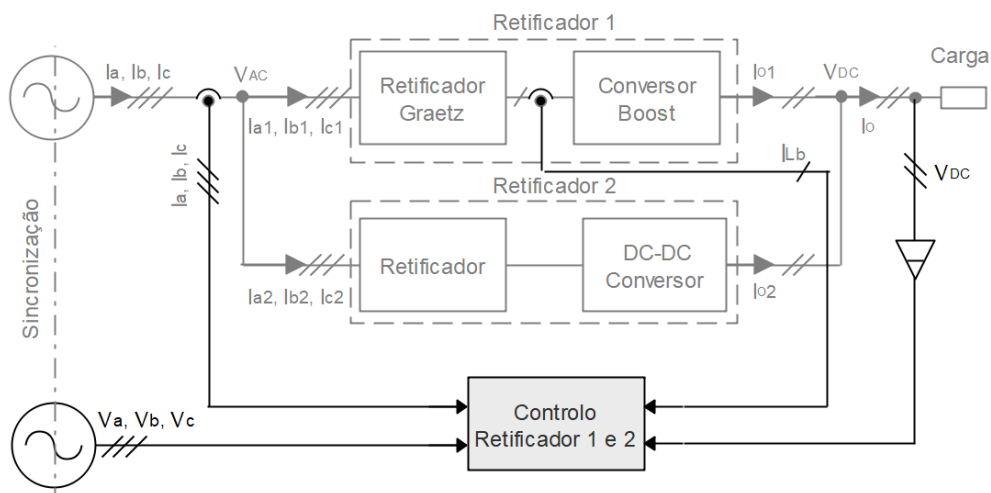 Retificador 1
Ia, Ib, Ic
VAC
Retificador
Graetz
Conversor
Boost
IO1
VDC
Carga
Ia1, Ib1, Ic1
IO
Ia, Ib, Ic
ILb
VDC
Retificador 2
Sincronização
Retificador
DC-DC
Conversor
Ia2, Ib2, Ic2
IO2
Va, Vb, Vc
Controlo
Retificador 1 e 2